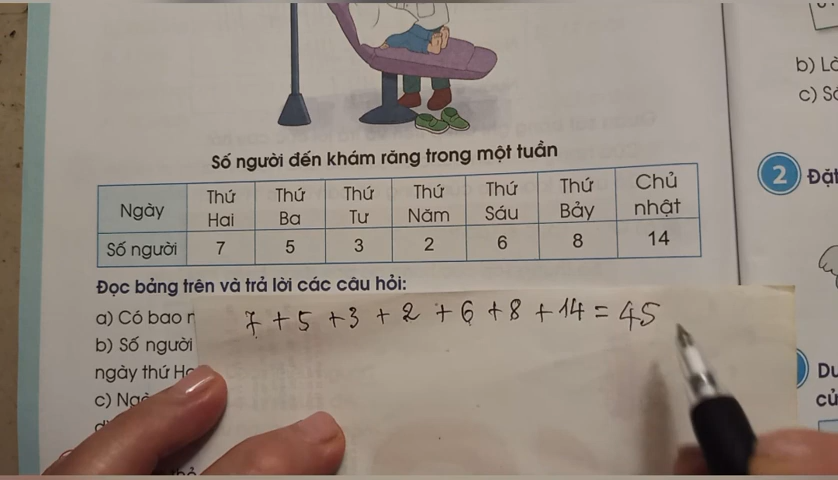 b) Là
c) Số
Số người đến khám răng trong một tuần
Ngày Thứ Hai Thứ Ba Thứ Tư Thứ Năm Thứ Sáu Thứ Bảy Chủ nhật
Số người 7 5 3 2 6 8 14
2 Đặt
Đọc bảng trên và trả lời các câu hỏi:
a) Có bao
7 + 5 + 3 + 2 + 6 + 8 + 14 = 45
b) Số người
ngày thứ
c)
củ